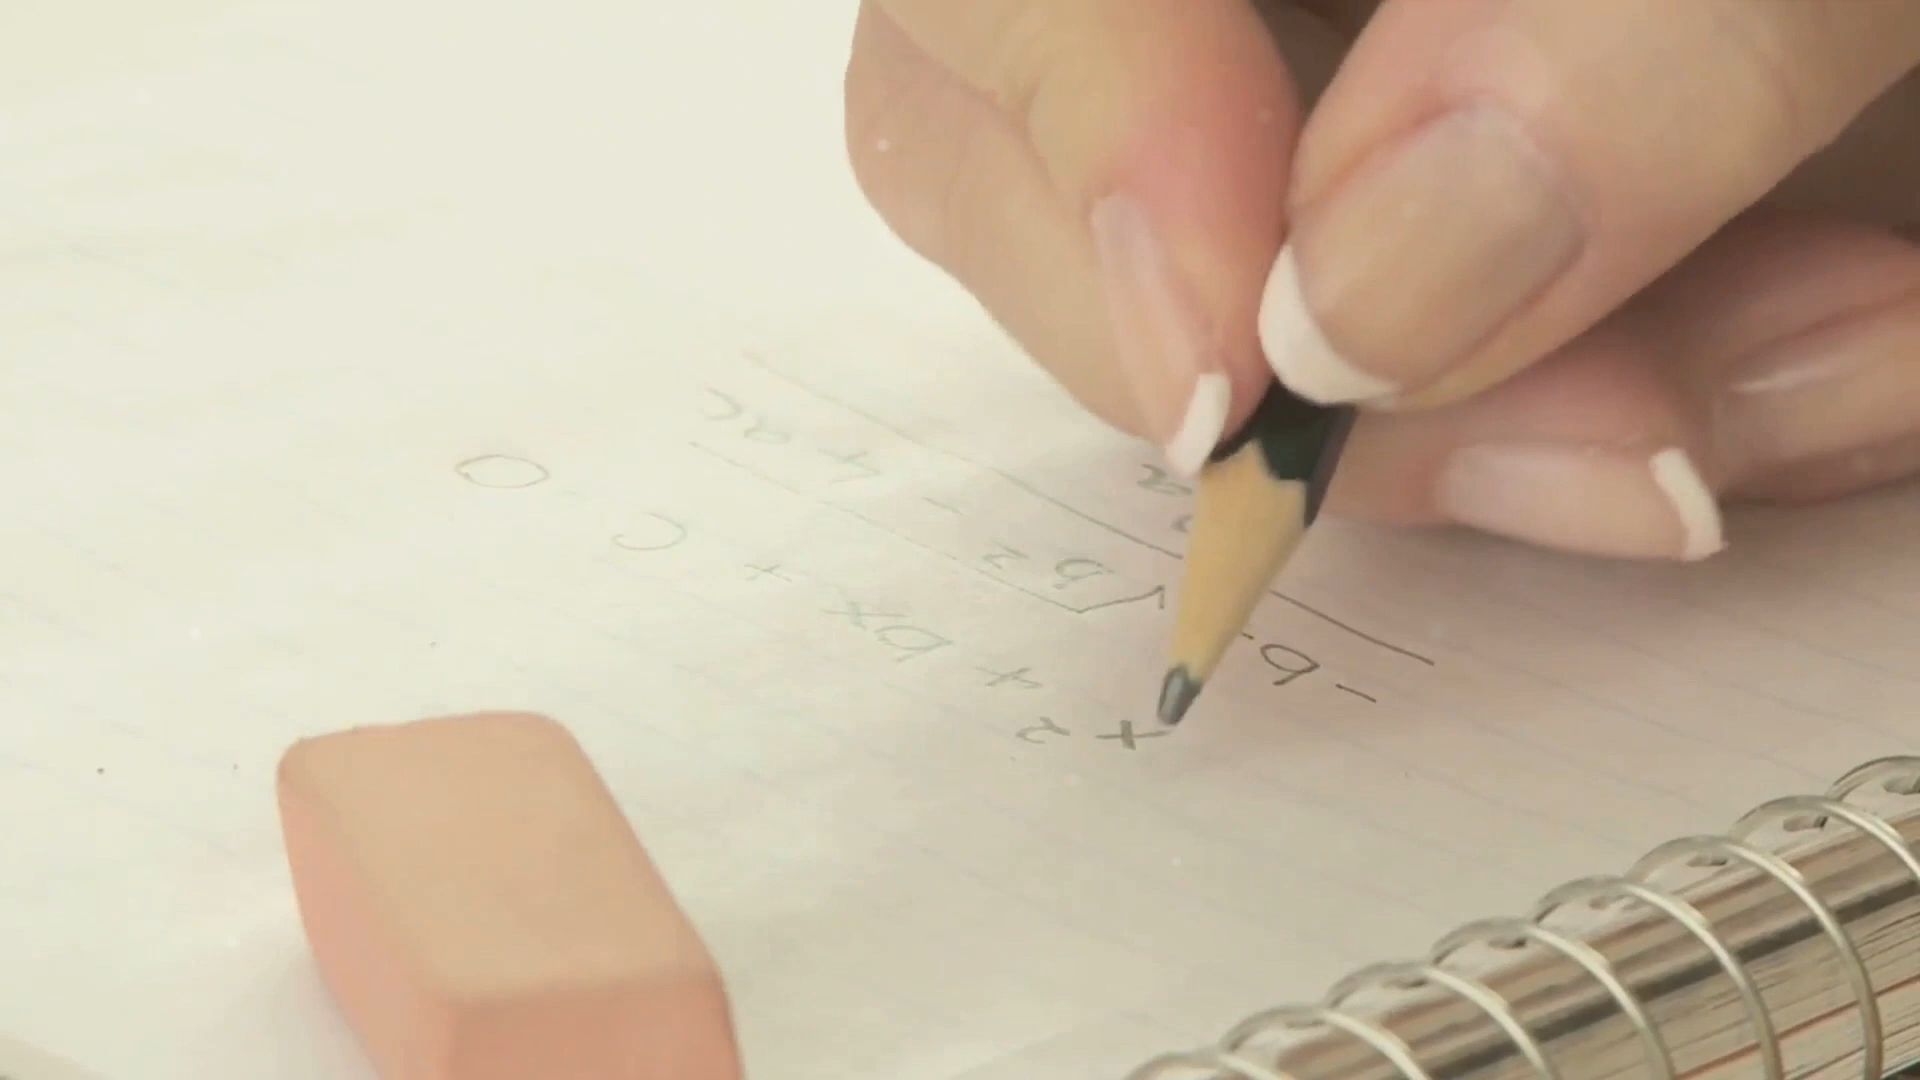 x² + bx + c 0
-b √b² - 4ac
a